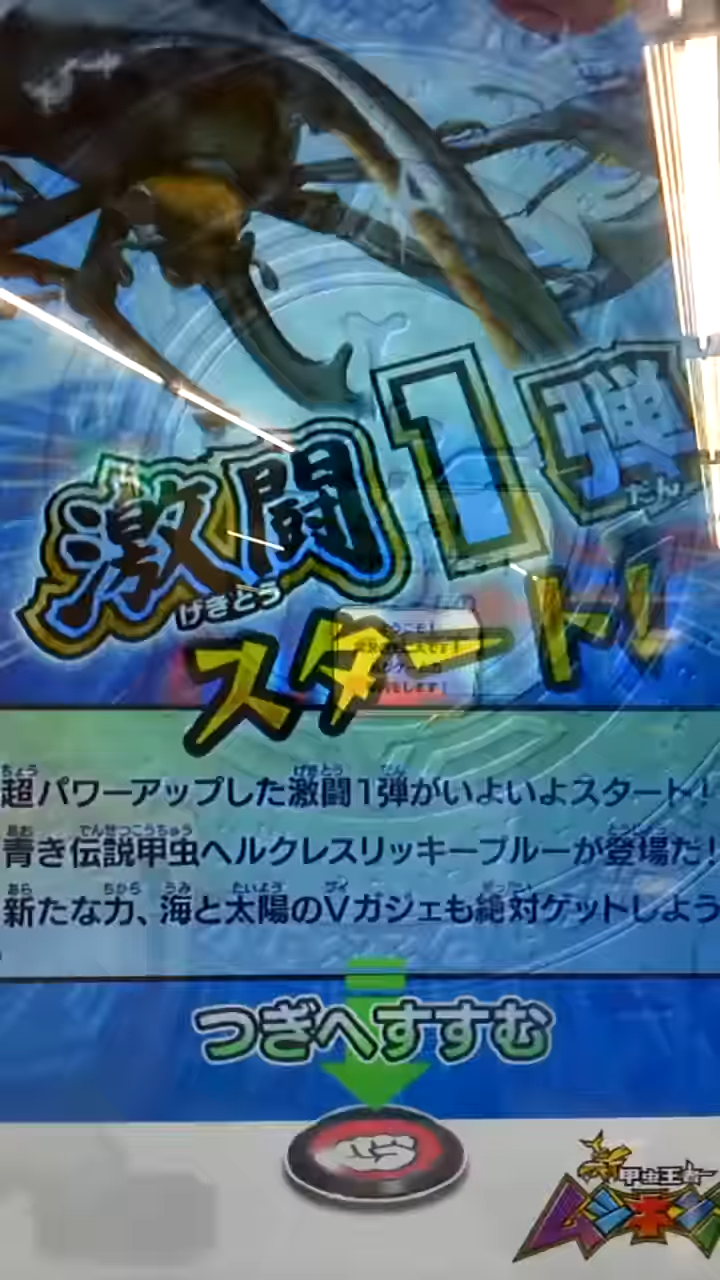 激闘1弾
げきとう だん
スタート!
超パワーアップした激闘1弾がいよいよスタート!
青き伝説甲虫ヘルクレスリッキーブルーが登場だ!
新たな力、海と太陽のVガジェも絶対ゲットしよう
つぎへすすむ
甲虫王者
ムシキング